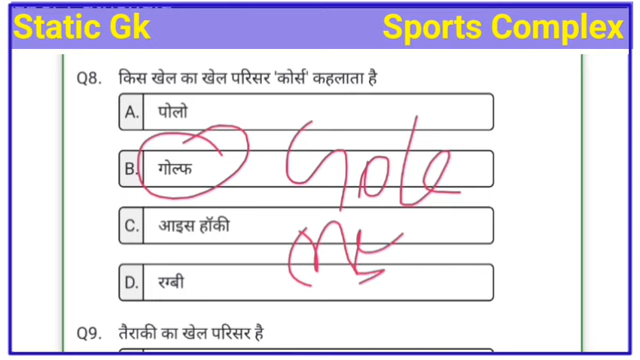 Static Gk Sports Complex
Q8. किस खेल का खेल परिसर 'कोर्स' कहलाता है
A. पोलो
B. गोल्फ
C. आइस हॉकी
D. रग्बी
Q9. तैराकी का खेल परिसर है